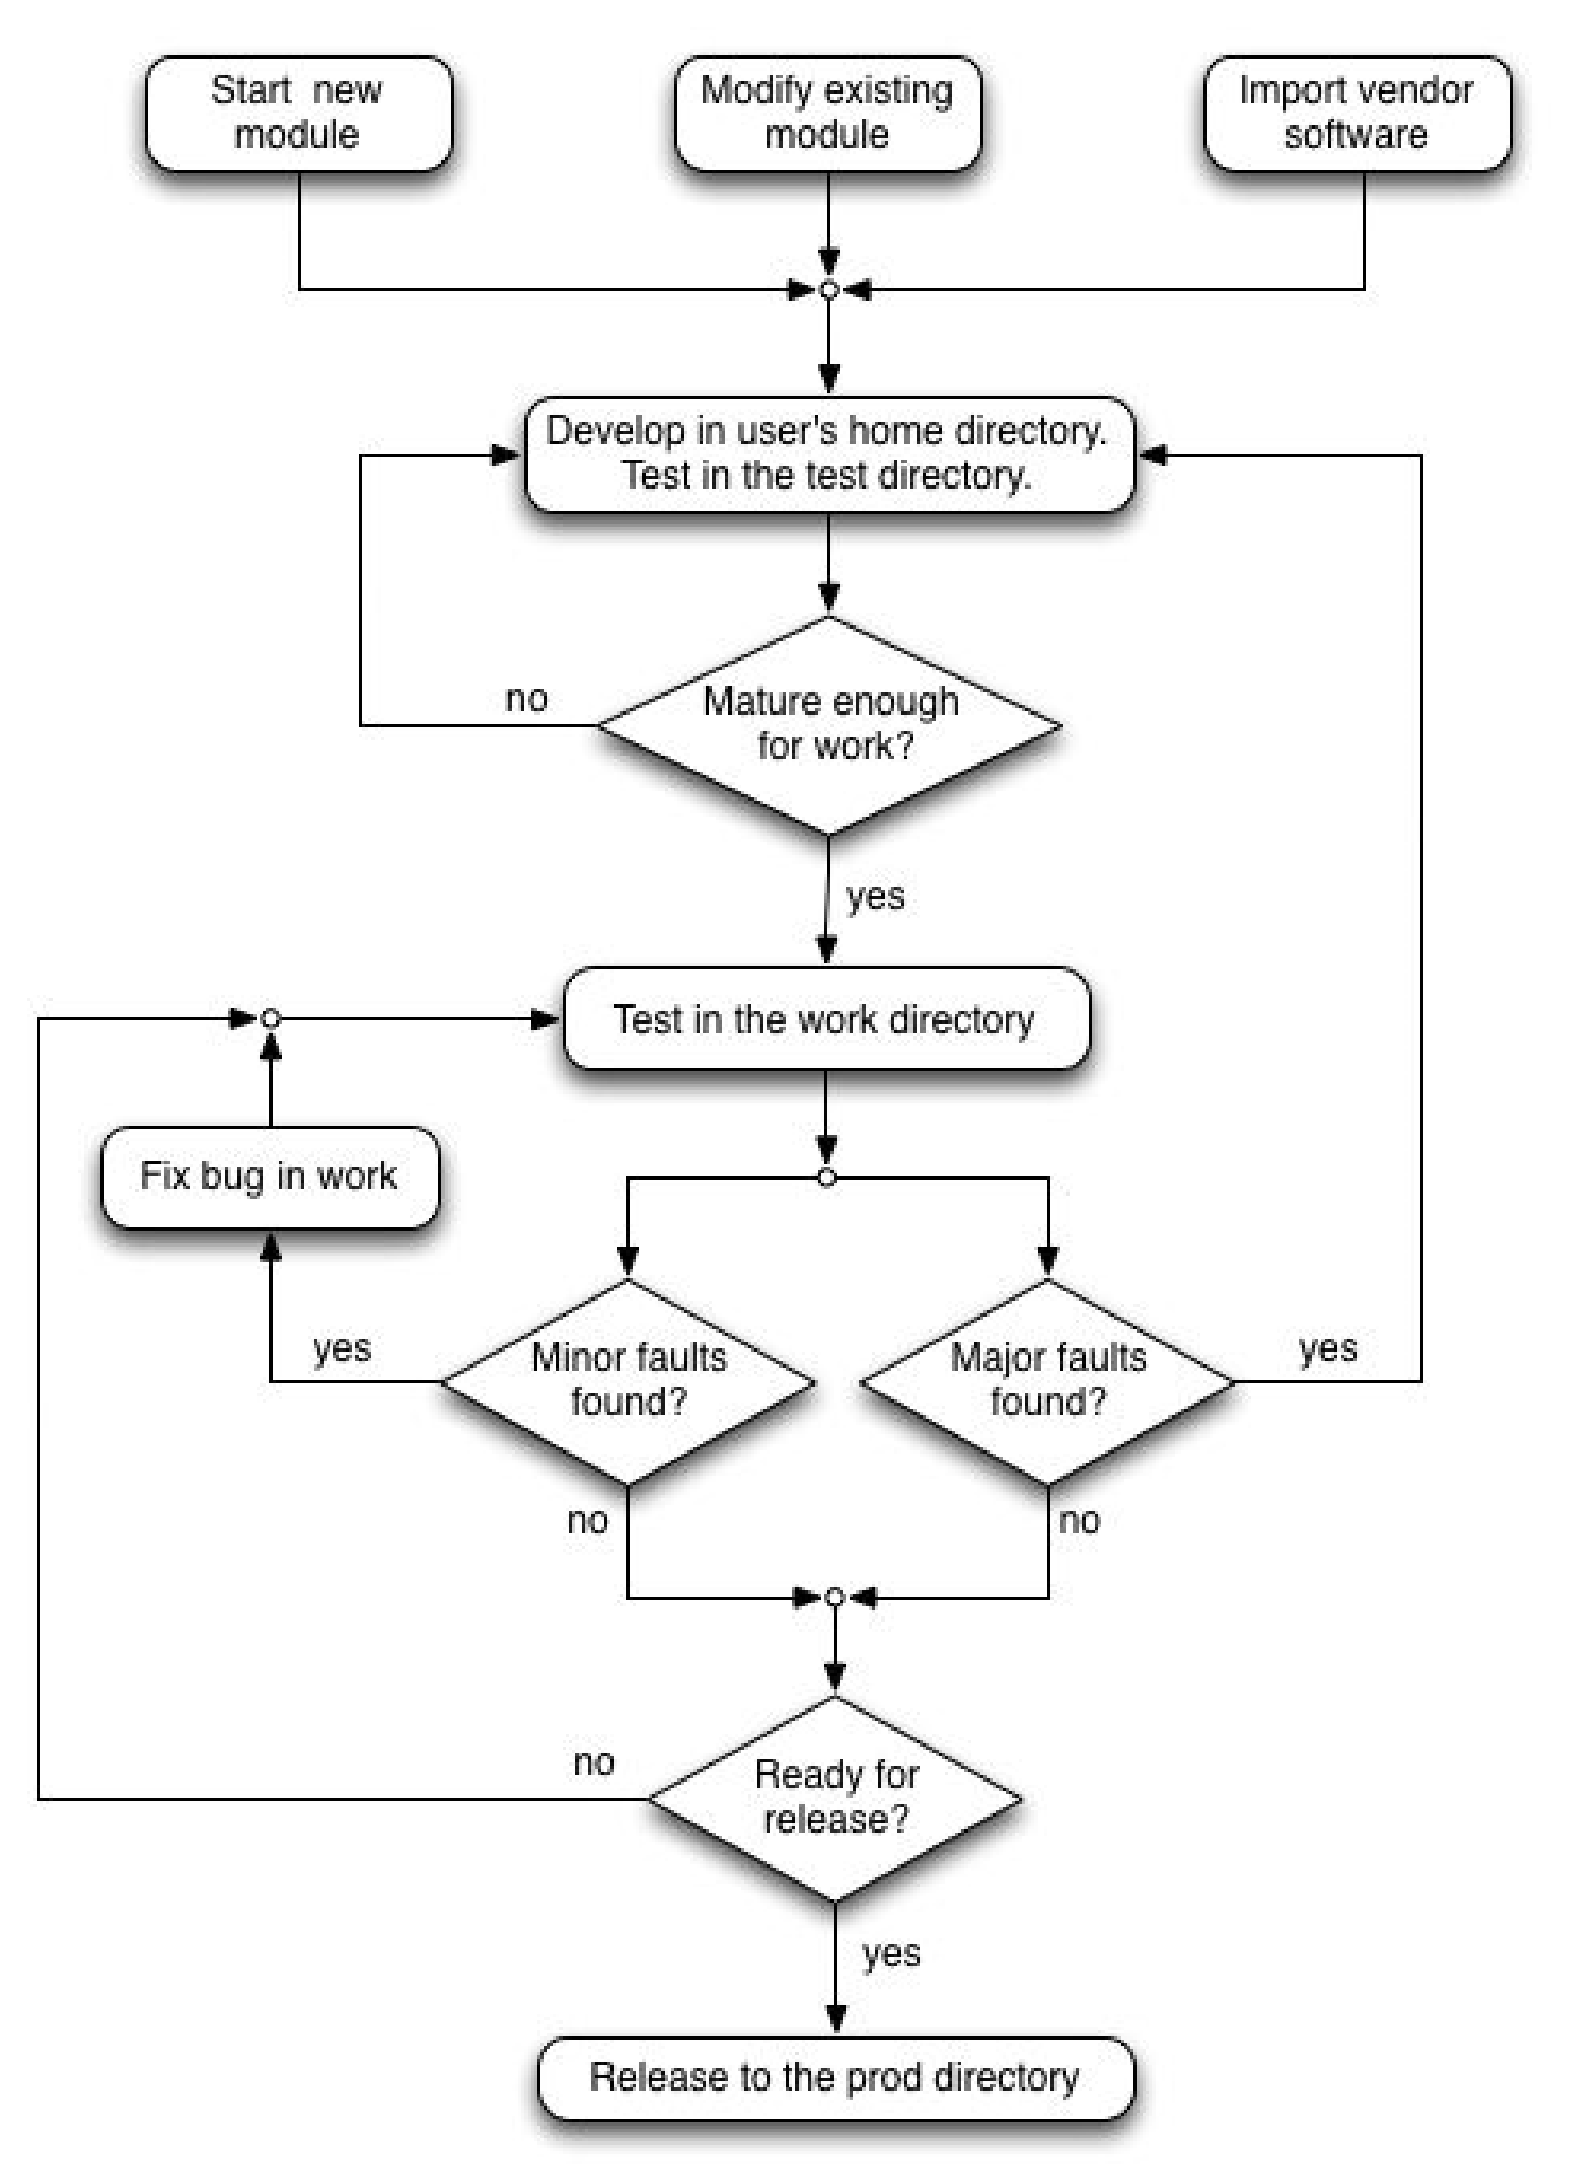 Start  new
module
Modify existing
module
Import vendor
software
Develop in user's home directory.
Test in the test directory.
no
Mature enough
for work?
yes
Test in the work directory
Fix bug in work
yes
Minor faults
found?
Major faults
found?
yes
no
no
no
Ready for
release?
yes
Release to the prod directory